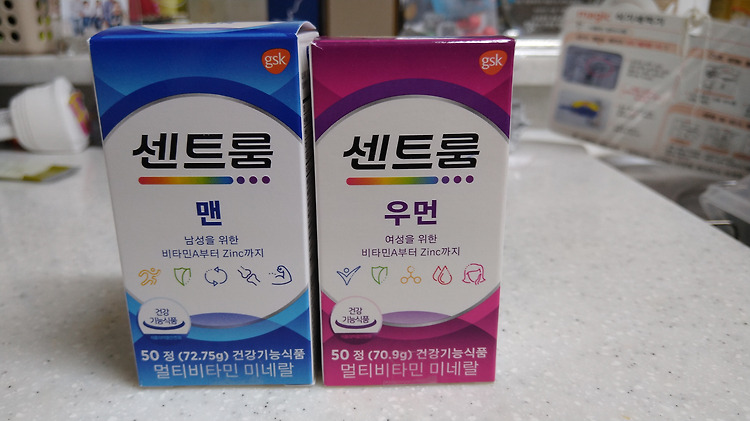 gsk
센트룸
맨
남성을 위한
비타민A부터 Zinc까지
건강
기능식품
50 정 (72.75g) 건강기능식품
멀티비타민 미네랄
gsk
센트룸
우먼
여성을 위한
비타민A부터 Zinc까지
건강
기능식품
50 정 (70.9g) 건강기능식품
멀티비타민 미네랄
magic